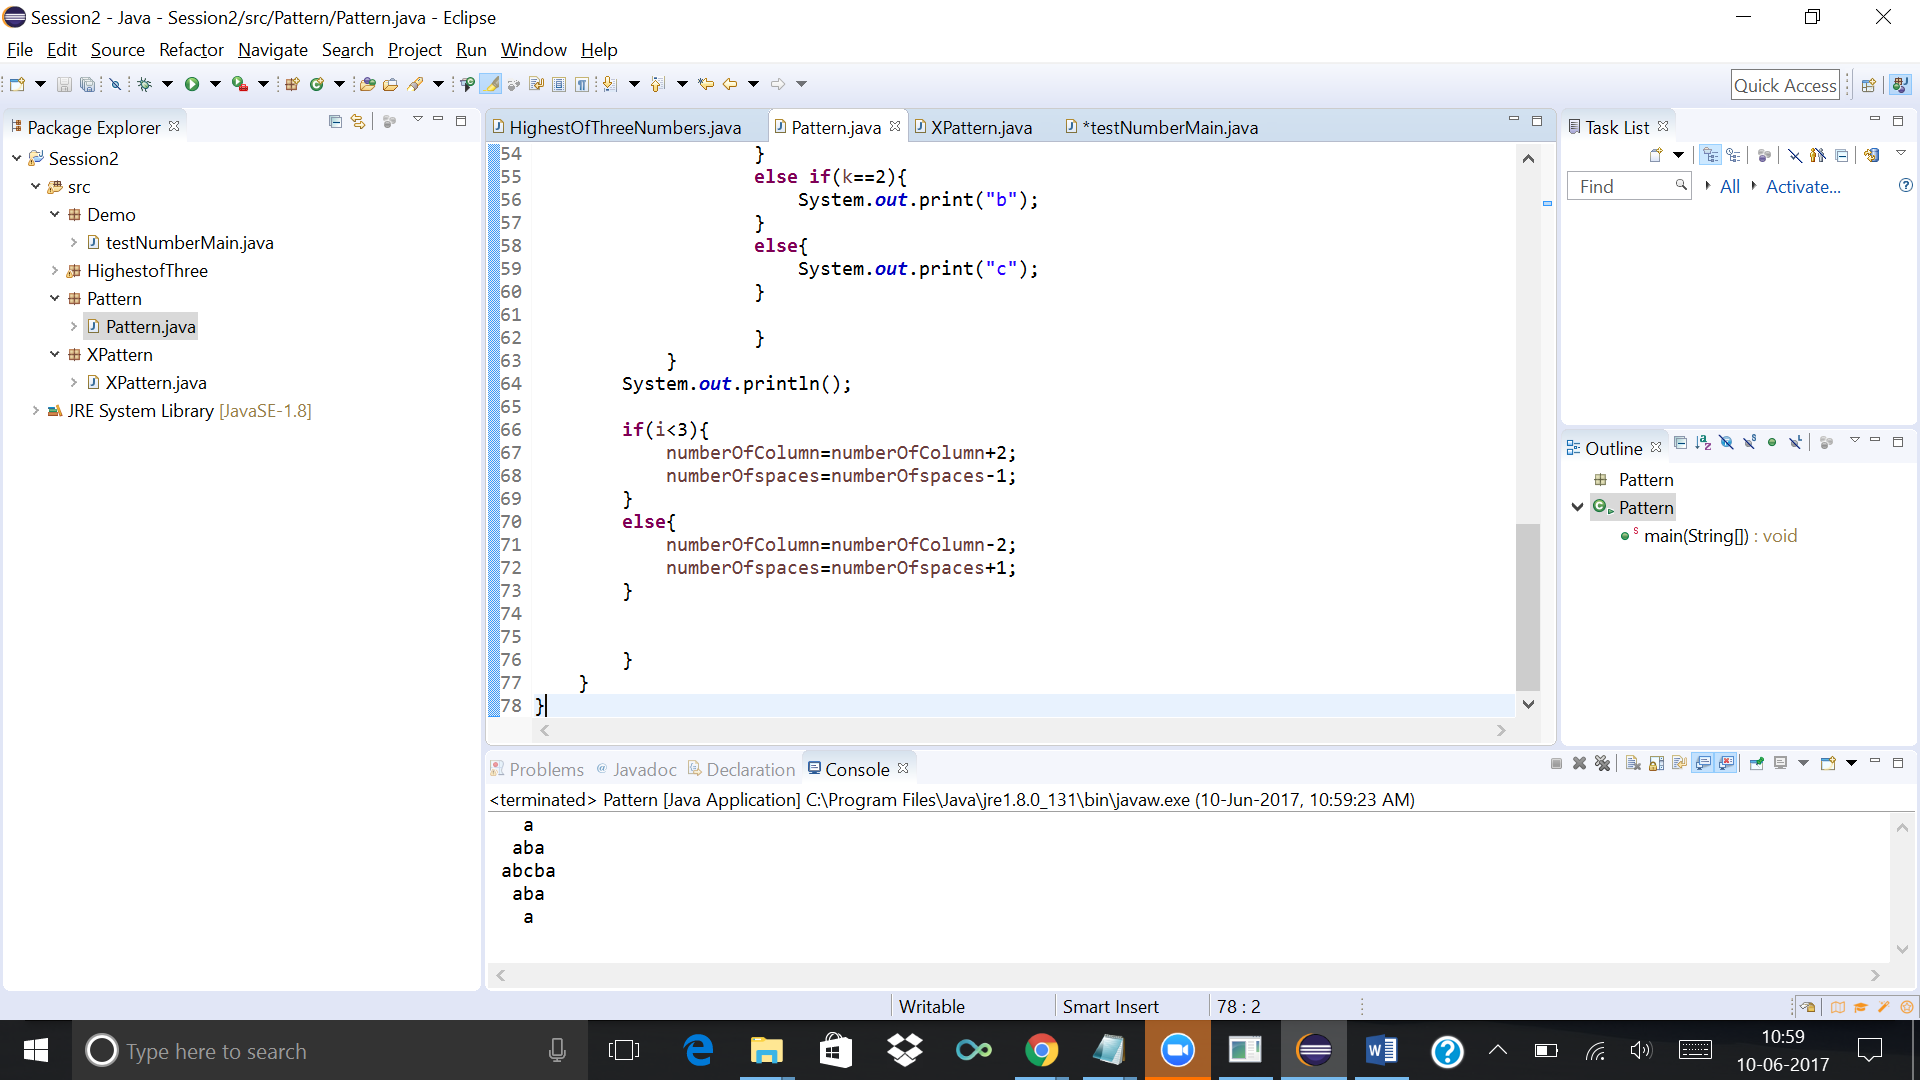 Session2 - Java - Session2/src/Pattern/Pattern.java - Eclipse
File Edit Source Refactor Navigate Search Project Run Window Help
Quick Access
Package Explorer
Session2
src
Demo
testNumberMain.java
HighestofThree
Pattern
Pattern.java
XPattern
XPattern.java
JRE System Library [JavaSE-1.8]
HighestOfThreeNumbers.java Pattern.java XPattern.java *testNumberMain.java
54 }
55 else if(k==2){
56 System.out.print("b");
57 }
58 else{
59 System.out.print("c");
60 }
61
62 }
63 }
64 System.out.println();
65
66 if(i<3){
67 numberOfColumn=numberOfColumn+2;
68 numberOfspaces=numberOfspaces-1;
69 }
70 else{
71 numberOfColumn=numberOfColumn-2;
72 numberOfspaces=numberOfspaces+1;
73 }
74
75
76 }
77 }
78 }
Task List
Find All Activate...
Outline
Pattern
Pattern
main(String[]) : void
Problems Javadoc Declaration Console
<terminated> Pattern [Java Application] C:\Program Files\Java\jre1.8.0_131\bin\javaw.exe (10-Jun-2017, 10:59:23 AM)
a
aba
abcba
aba
a
Writable Smart Insert 78 : 2
Type here to search
10:59
10-06-2017